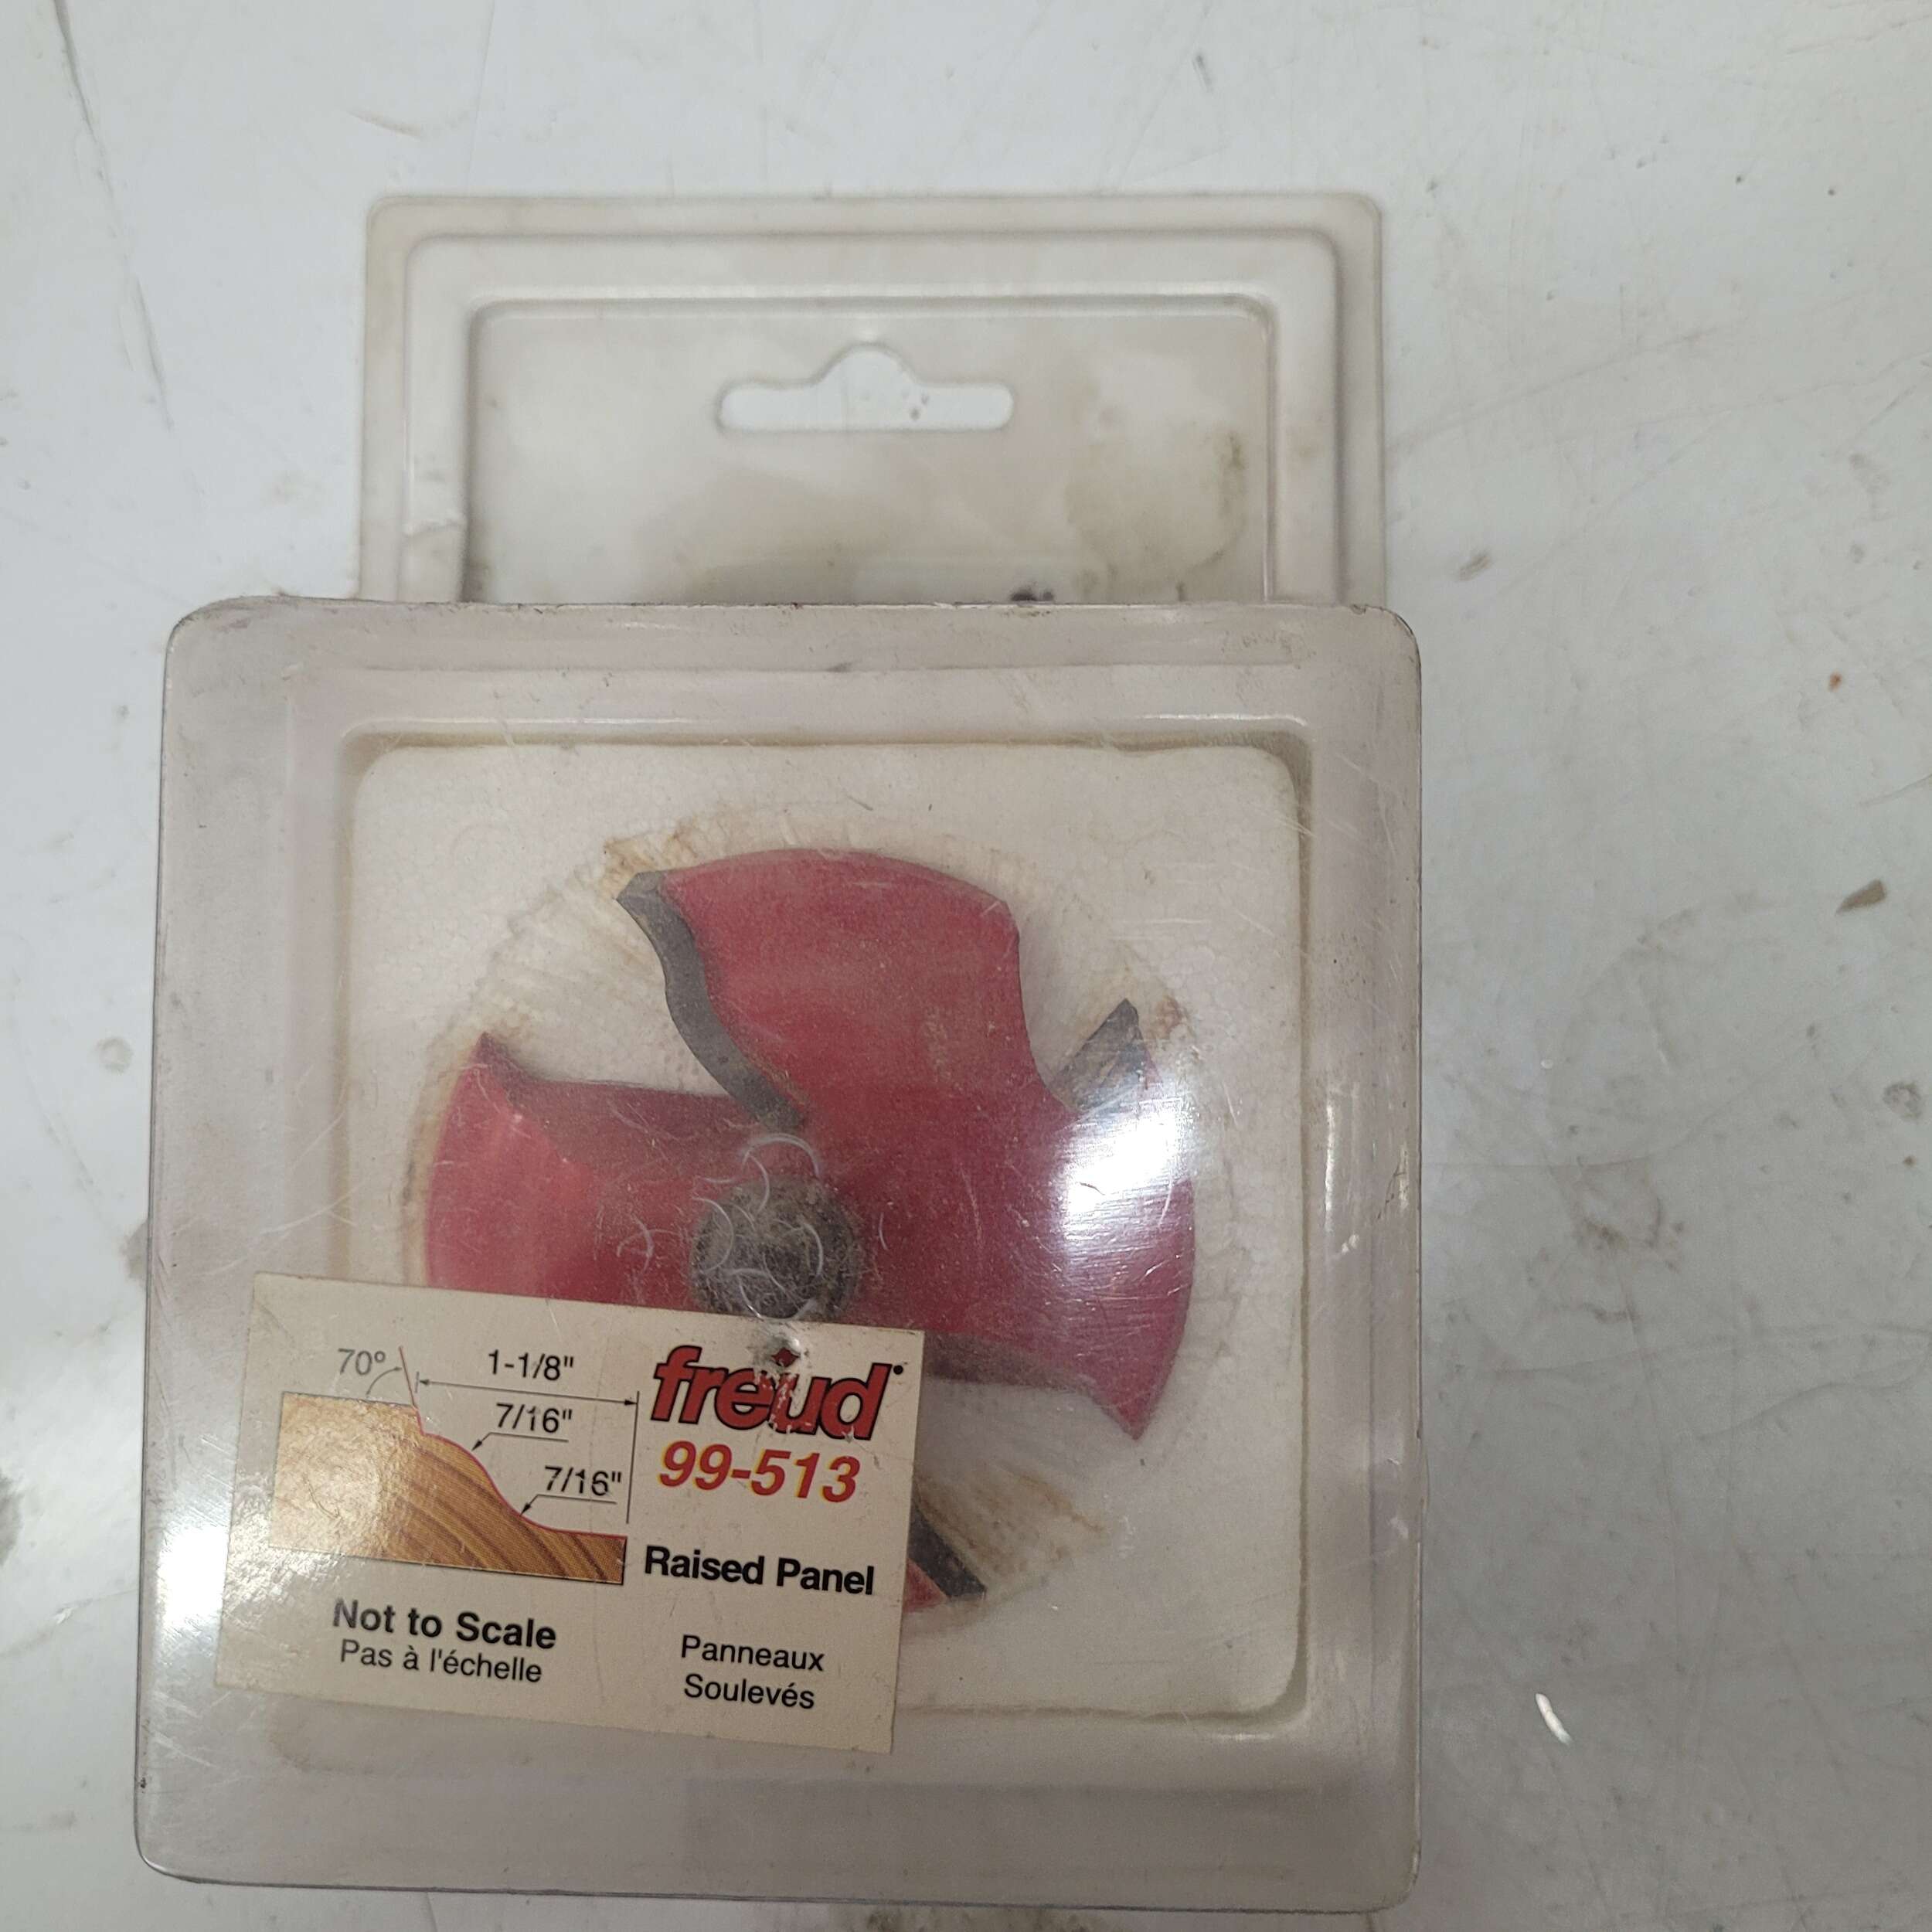 70º
1-1/8"
7/16"
7/16"
freud
99-513
Raised Panel
Not to Scale
Pas à l'échelle
Panneaux
Soulevés